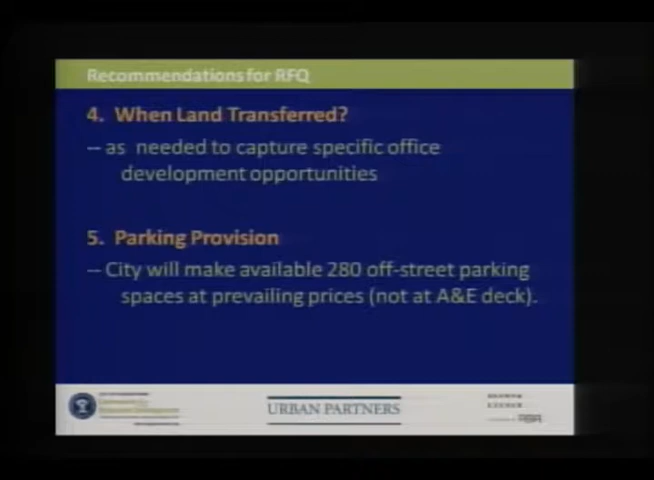 Recommendations for RFQ
4. When Land Transferred?
-- as needed to capture specific office
development opportunities
5. Parking Provision
-- City will make available 280 off-street parking
spaces at prevailing prices (not at A&E deck).
URBAN PARTNERS